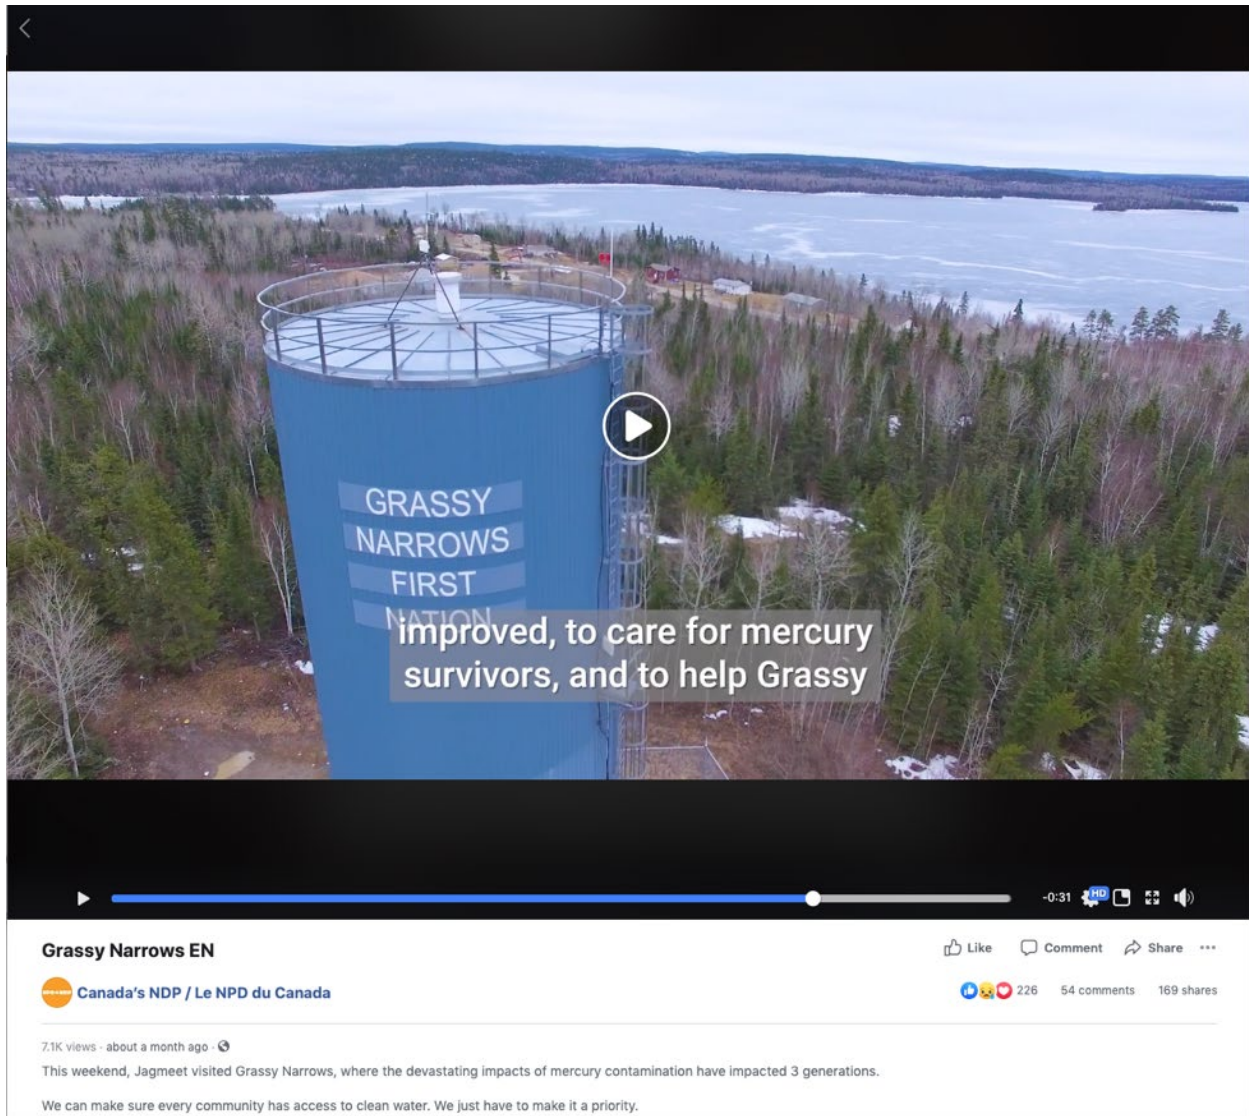 GRASSY
NARROWS
FIRST
NATION
improved, to care for mercury
survivors, and to help Grassy
-0:31
HD
Grassy Narrows EN
Like
Comment
Share
Canada's NDP / Le NPD du Canada
226
54 comments
169 shares
7.1K views · about a month ago ·
This weekend, Jagmeet visited Grassy Narrows, where the devastating impacts of mercury contamination have impacted 3 generations.
We can make sure every community has access to clean water. We just have to make it a priority.